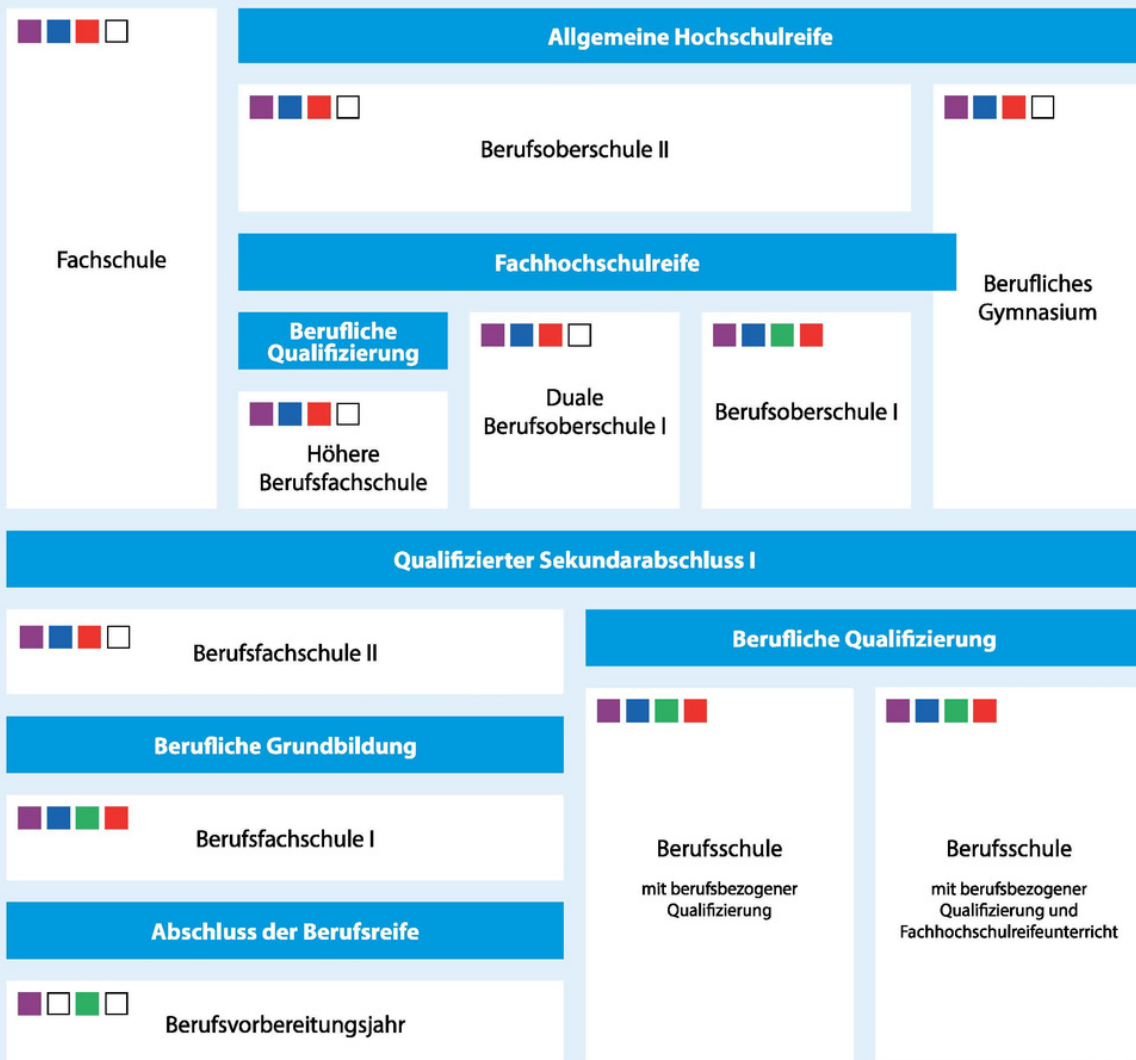 Allgemeine Hochschulreife
Berufsoberschule II
Fachschule
Fachhochschulreife
Berufliches
Gymnasium
Berufliche
Qualifizierung
Duale
Berufsoberschule I
Berufsoberschule I
Höhere
Berufsfachschule
Qualifizierter Sekundarabschluss I
Berufsfachschule II
Berufliche Qualifizierung
Berufliche Grundbildung
Berufsfachschule I
Berufsschule
mit berufsbezogener
Qualifizierung
Berufsschule
mit berufsbezogener
Qualifizierung und
Fachhochschulreifeunterricht
Abschluss der Berufsreife
Berufsvorbereitungsjahr